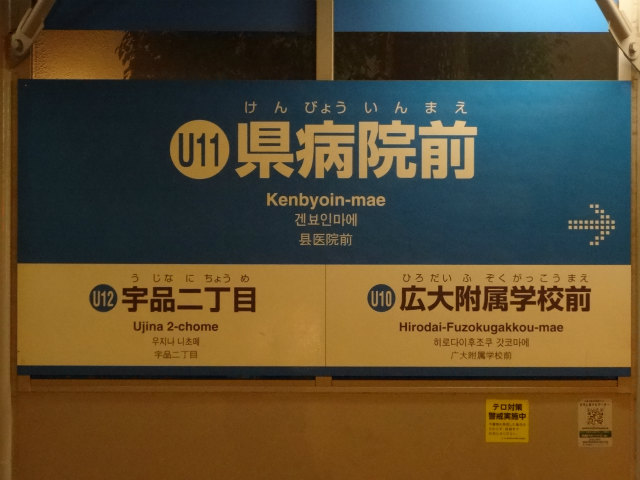 けんびょういんまえ
U11 県病院前
Kenbyoin-mae
겐뵤인마에
县医院前
うじなにちょうめ
U12 宇品二丁目
Ujina 2-chome
우지나 니초메
宇品二丁目
ひろだいふぞくがっこうまえ
U10 広大附属学校前
Hirodai-Fuzokugakkou-mae
히로다이후조쿠 갓코마에
广大附属学校前
テロ対策
警戒実施中